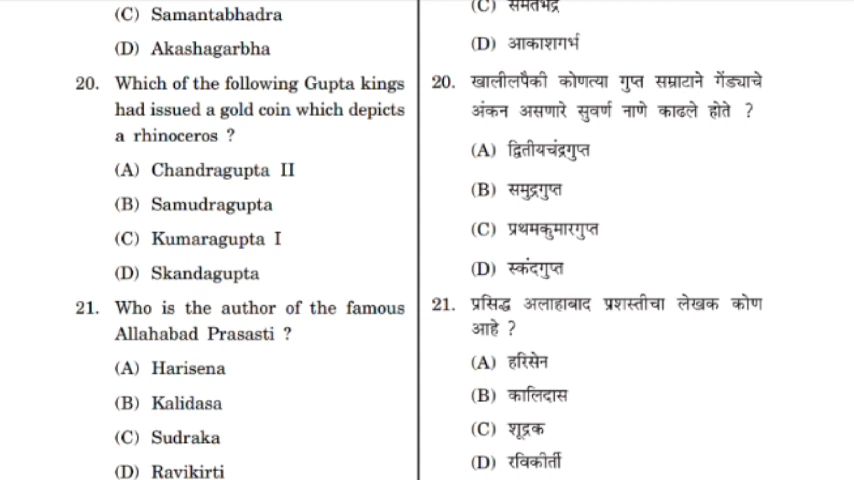 (C) Samantabhadra
(D) Akashagarbha
20. Which of the following Gupta kings
had issued a gold coin which depicts
a rhinoceros ?
(A) Chandragupta II
(B) Samudragupta
(C) Kumaragupta I
(D) Skandagupta
21. Who is the author of the famous
Allahabad Prasasti ?
(A) Harisena
(B) Kalidasa
(C) Sudraka
(D) Ravikirti
(C) समंतभद्र
(D) आकाशगर्भ
20. खालीलपैकी कोणत्या गुप्त सम्राटाने गेंड्याचे
अंकन असणारे सुवर्ण नाणे काढले होते ?
(A) द्वितीयचंद्रगुप्त
(B) समुद्रगुप्त
(C) प्रथमकुमारगुप्त
(D) स्कंदगुप्त
21. प्रसिद्ध अलाहाबाद प्रशस्तीचा लेखक कोण
आहे ?
(A) हरिसेन
(B) कालिदास
(C) शूद्रक
(D) रविकीर्ती